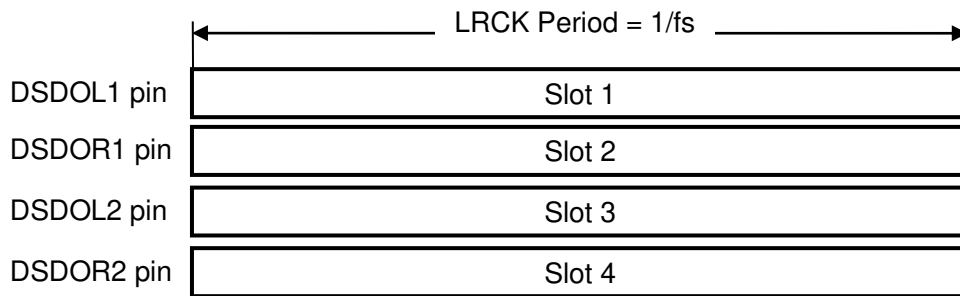 LRCK Period = 1/fs
DSDOL1 pin Slot 1
DSDOR1 pin Slot 2
DSDOL2 pin Slot 3
DSDOR2 pin Slot 4